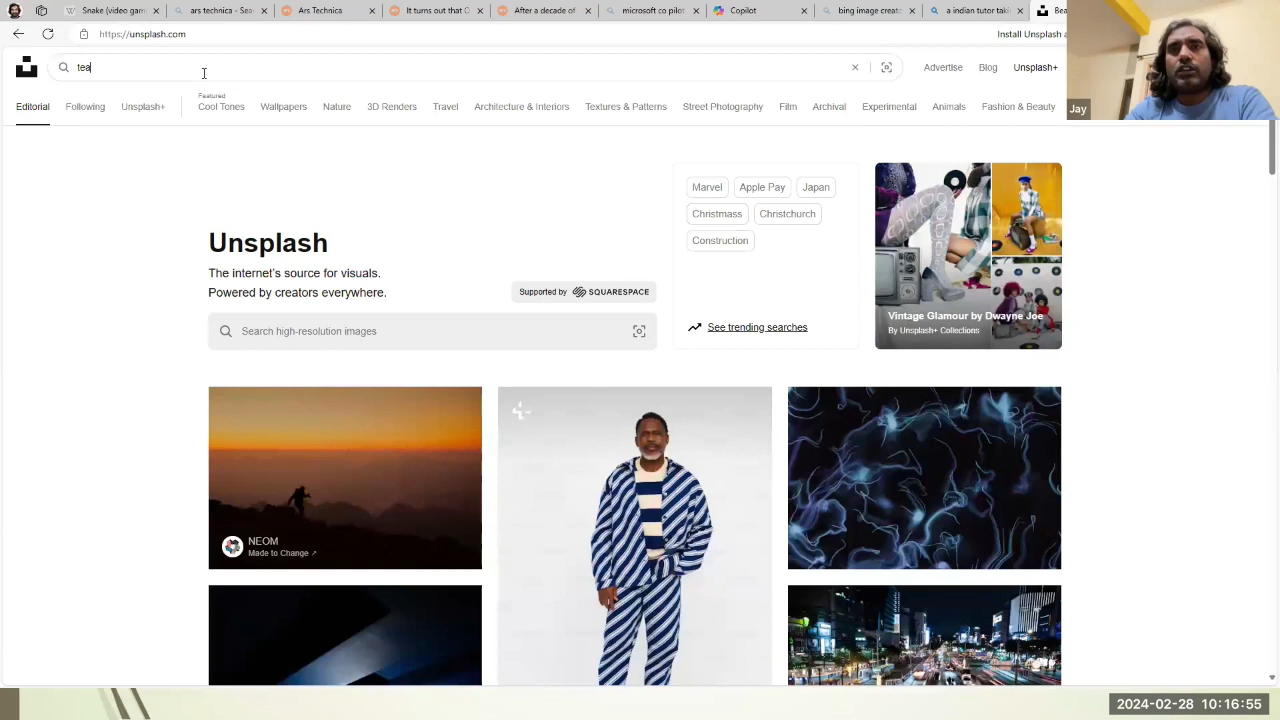 Snake (video gam
ars technica - Sea
Ars Technica
It turns out that C
After a decade of
microsoft co pilot
Copilot
bing image create
a indian tutor taki
Bea
https://unsplash.com
Install Unsplash a
tea
Advertise
Blog
Unsplash+
Editorial
Following
Unsplash+
Featured
Cool Tones
Wallpapers
Nature
3D Renders
Travel
Architecture & Interiors
Textures & Patterns
Street Photography
Film
Archival
Experimental
Animals
Fashion & Beauty
Jay
Unsplash
The internet's source for visuals.
Powered by creators everywhere.
Supported by SQUARESPACE
Search high-resolution images
Marvel
Apple Pay
Japan
Christmass
Christchurch
Construction
See trending searches
Vintage Glamour by Dwayne Joe
By Unsplash+ Collections
NEOM
Made to Change ↗
2024-02-28 10:16:55